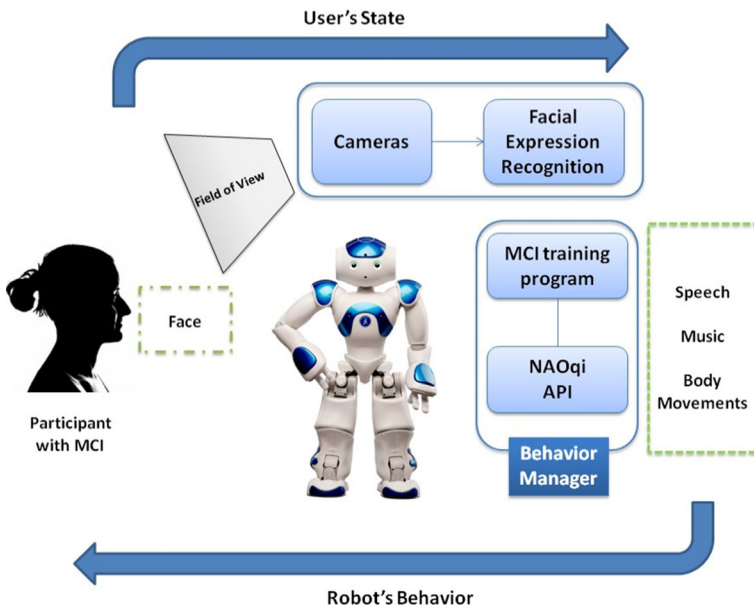 User's State
Cameras
Facial
Expression
Recognition
Field of View
MCI training
program
NAOqi
API
Behavior
Manager
Speech
Music
Body
Movements
Face
Participant
with MCI
Robot's Behavior